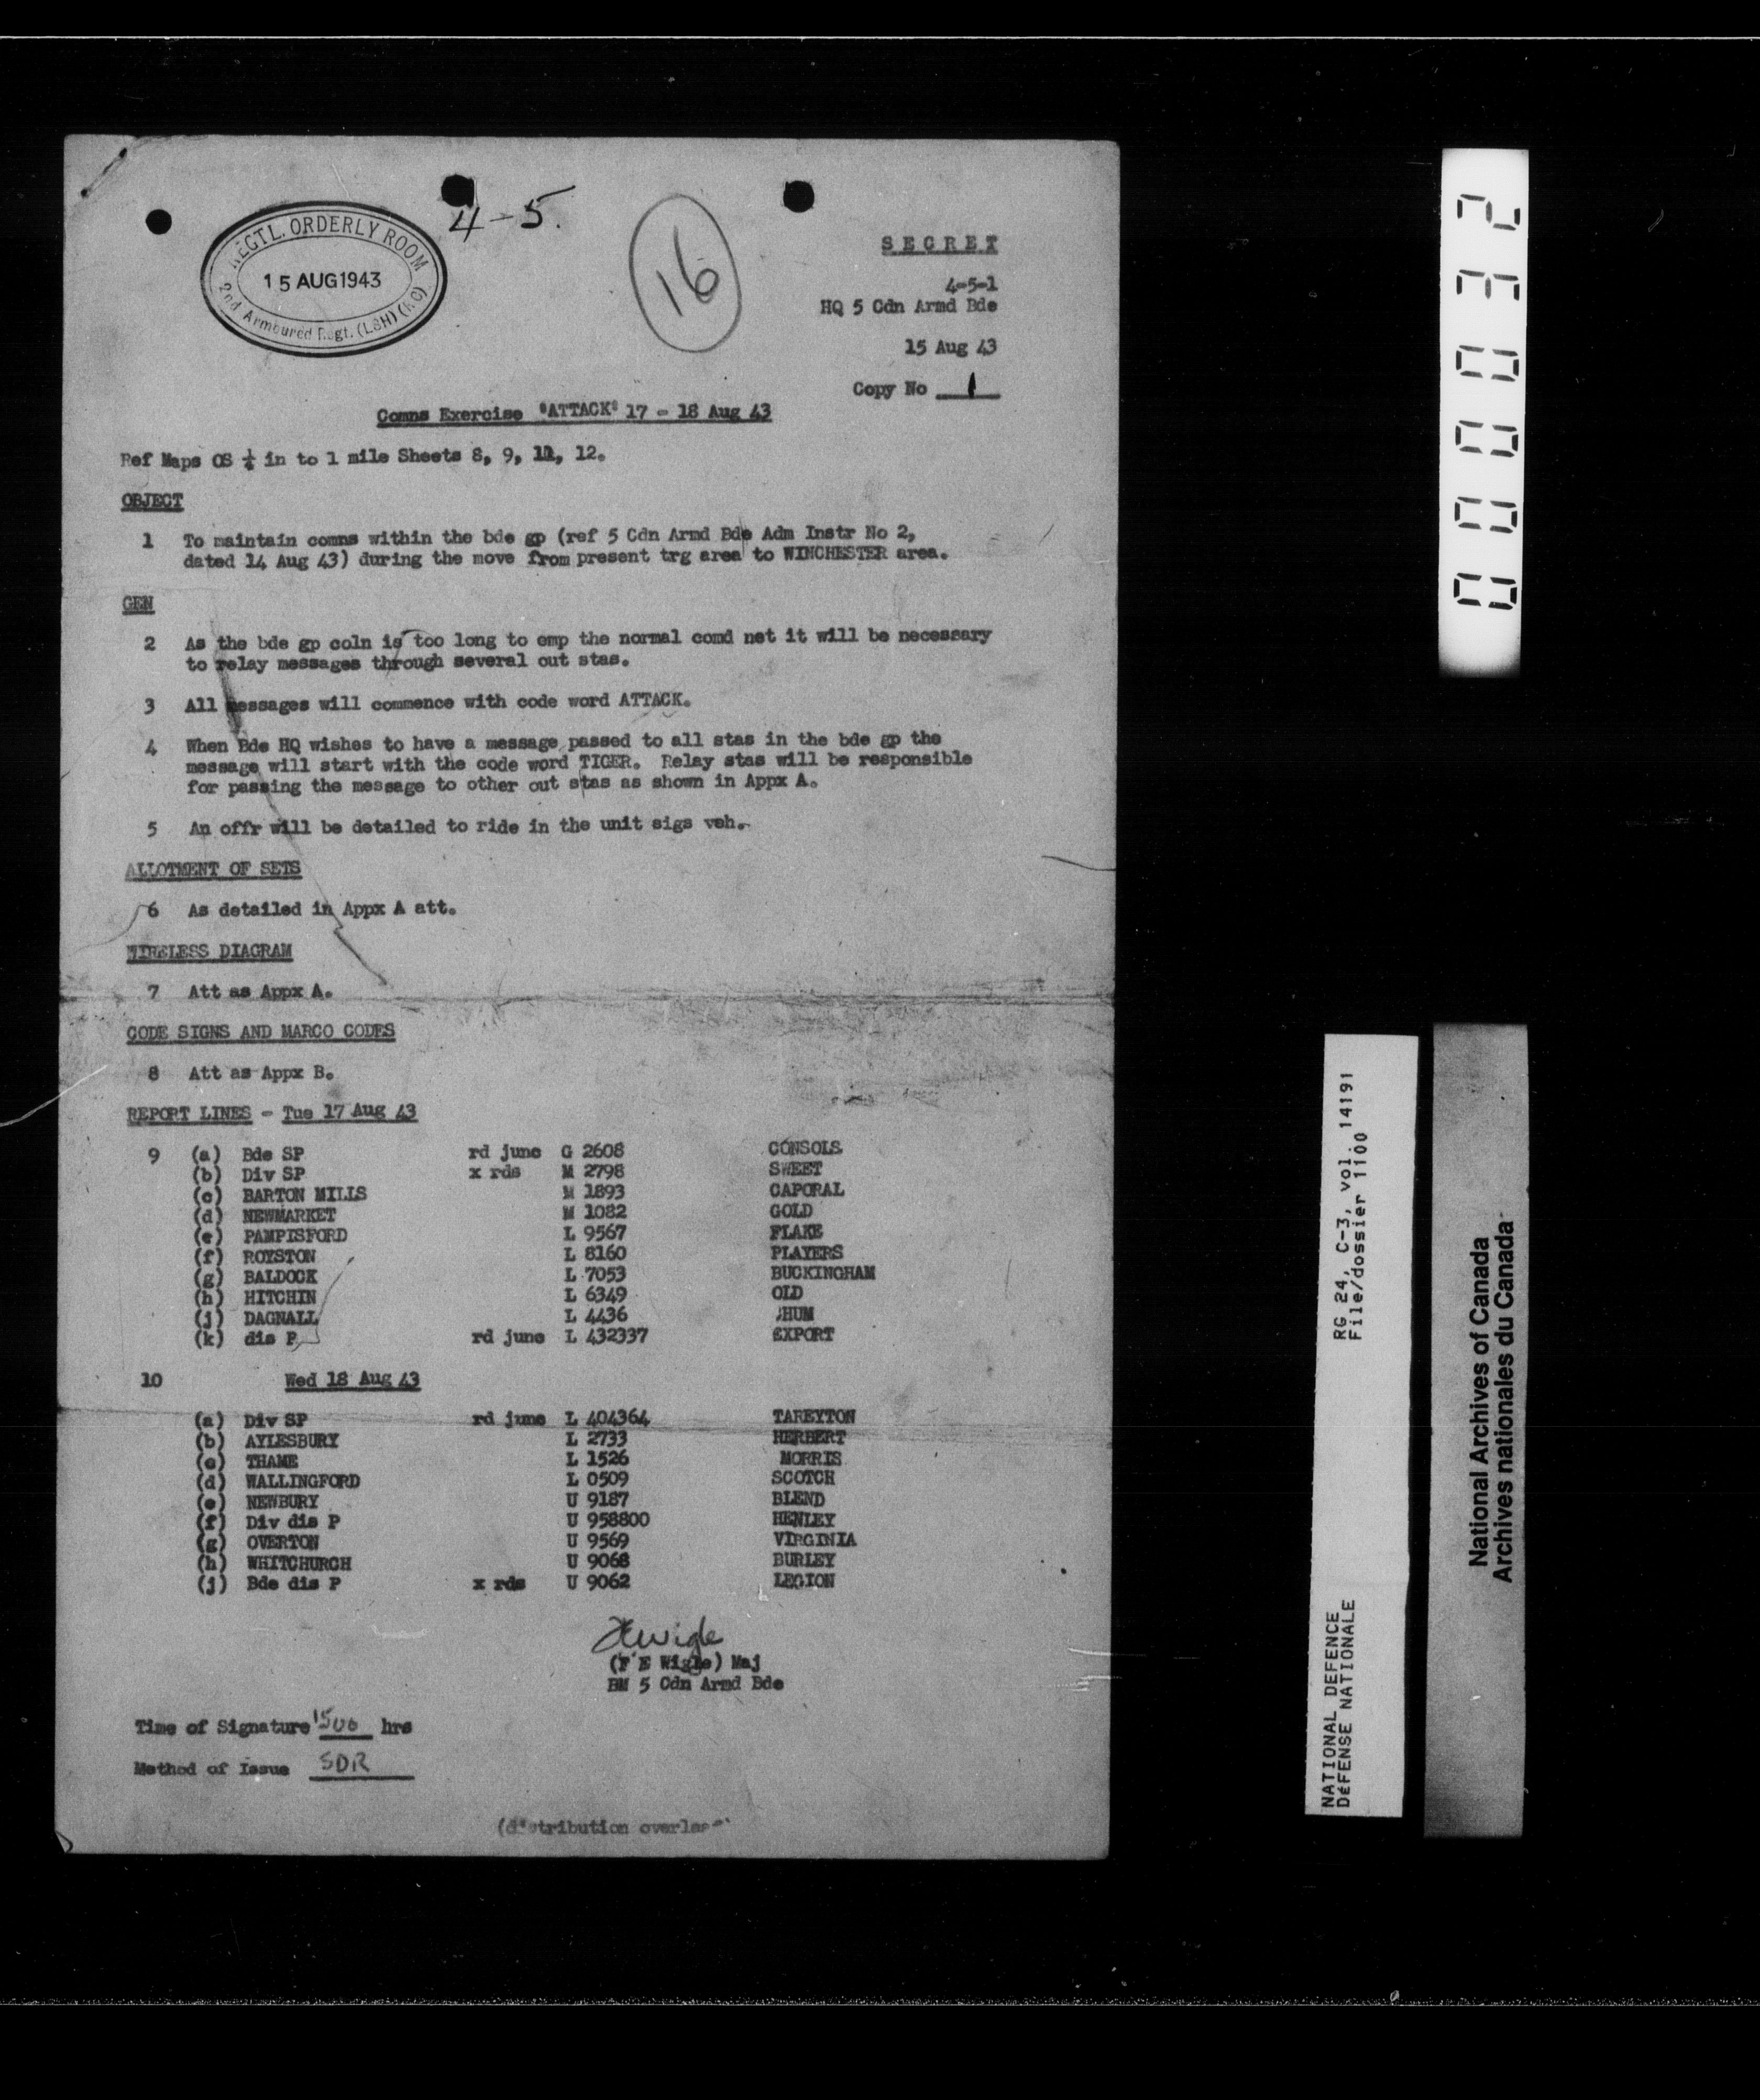 4-5.
REGTL. ORDERLY ROOM
15 AUG 1943
2nd Armoured Regt. (LSH) (RC)
16
SECRET
4-5-1
HQ 5 Cdn Armd Bde
15 Aug 43
Copy No 1
Comns Exercise "ATTACK" 17 - 18 Aug 43
Ref Maps OS ¼ in to 1 mile Sheets 8, 9, 11, 12.
OBJECT
1 To maintain comns within the bde gp (ref 5 Cdn Armd Bde Adm Instr No 2,
dated 14 Aug 43) during the move from present trg area to WINCHESTER area.
GEN
2 As the bde gp coln is too long to emp the normal comd net it will be necessary
to relay messages through several out stas.
3 All messages will commence with code word ATTACK.
4 When Bde HQ wishes to have a message passed to all stas in the bde gp the
message will start with the code word TIGER. Relay stas will be responsible
for passing the message to other out stas as shown in Appx A.
5 An offr will be detailed to ride in the unit sigs veh.
ALLOTMENT OF SETS
6 As detailed in Appx A att.
WIRELESS DIAGRAM
7 Att as Appx A.
CODE SIGNS AND MARCO CODES
8 Att as Appx B.
REPORT LINES - Tue 17 Aug 43
9 (a) Bde SP rd junc G 2608 CONSOLS
(b) Div SP x rds M 2798 SWEET
(c) BARTON MILLS M 1893 CAPORAL
(d) NEWMARKET M 1082 GOLD
(e) PAMPISFORD L 9567 FLAKE
(f) ROYSTON L 8160 PLAYERS
(g) BALDOCK L 7053 BUCKINGHAM
(h) HITCHIN L 6349 OLD
(j) DAGNALL L 4436 CHUM
(k) dis P rd junc L 432337 EXPORT
10 Wed 18 Aug 43
(a) Div SP rd junc L 404364 TAREYTON
(b) AYLESBURY L 2733 HERBERT
(c) THAME L 1526 MORRIS
(d) WALLINGFORD L 0509 SCOTCH
(e) NEWBURY U 9187 BLEND
(f) Div dis P U 958800 HENLEY
(g) OVERTON U 9569 VIRGINIA
(h) WHITCHURCH U 9068 BURLEY
(j) Bde dis P x rds U 9062 LEGION
FEWigle
(F E Wigle) Maj
BM 5 Cdn Armd Bde
Time of Signature 1500 hrs
Method of Issue SDR
(distribution overleaf)
000032
RG 24, C-3, vol. 14191
File/dossier 1100
NATIONAL DEFENCE
DéFENSE NATIONALE
National Archives of Canada
Archives nationales du Canada